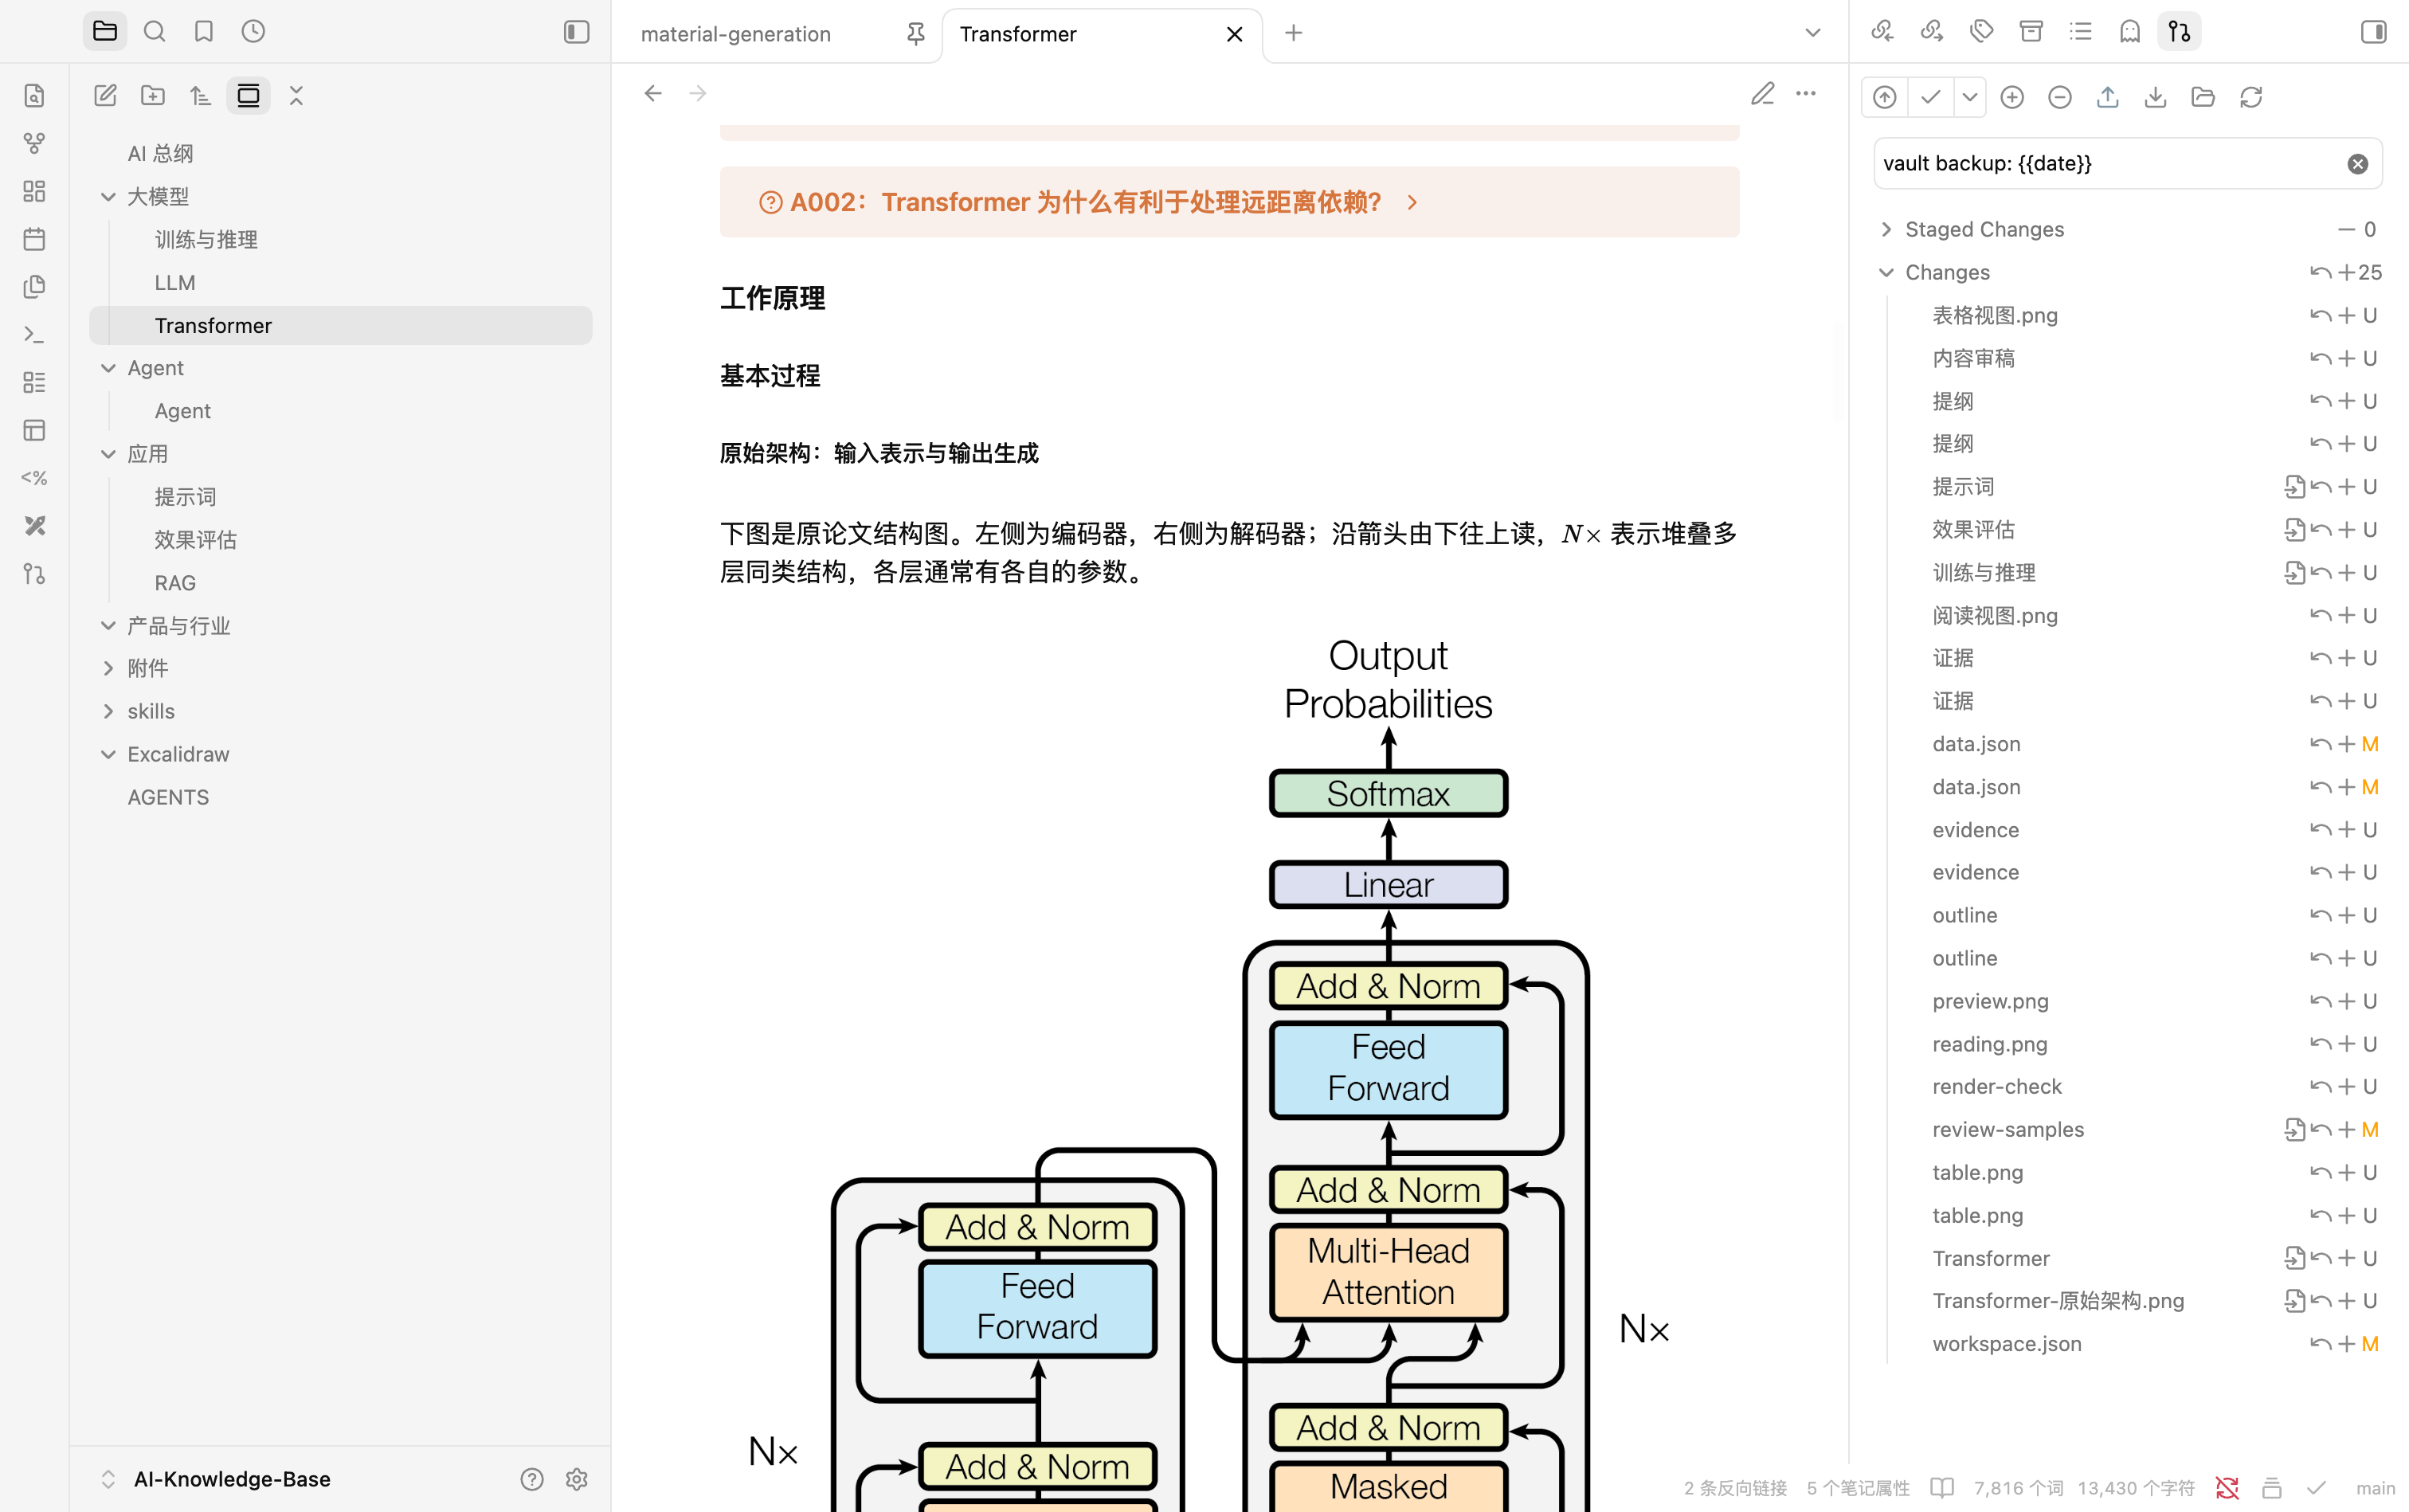 material-generation
Transformer
AI 总纲
大模型
训练与推理
LLM
Transformer
Agent
Agent
应用
提示词
效果评估
RAG
产品与行业
附件
skills
Excalidraw
AGENTS
<%
AI-Knowledge-Base
A002：Transformer 为什么有利于处理远距离依赖？
工作原理
基本过程
原始架构：输入表示与输出生成
下图是原论文结构图。左侧为编码器，右侧为解码器；沿箭头由下往上读，N× 表示堆叠多
层同类结构，各层通常有各自的参数。
Output
Probabilities
Softmax
Linear
Add & Norm
Feed
Forward
Add & Norm
Multi-Head
Attention
Add & Norm
Masked
N×
Add & Norm
Feed
Forward
Add & Norm
N×
vault backup: {{date}}
Staged Changes 0
Changes 25
表格视图.png U
内容审稿 U
提纲 U
提纲 U
提示词 U
效果评估 U
训练与推理 U
阅读视图.png U
证据 U
证据 U
data.json M
data.json M
evidence U
evidence U
outline U
outline U
preview.png U
reading.png U
render-check U
review-samples M
table.png U
table.png U
Transformer U
Transformer-原始架构.png U
workspace.json M
2 条反向链接 5 个笔记属性 7,816 个词 13,430 个字符 main